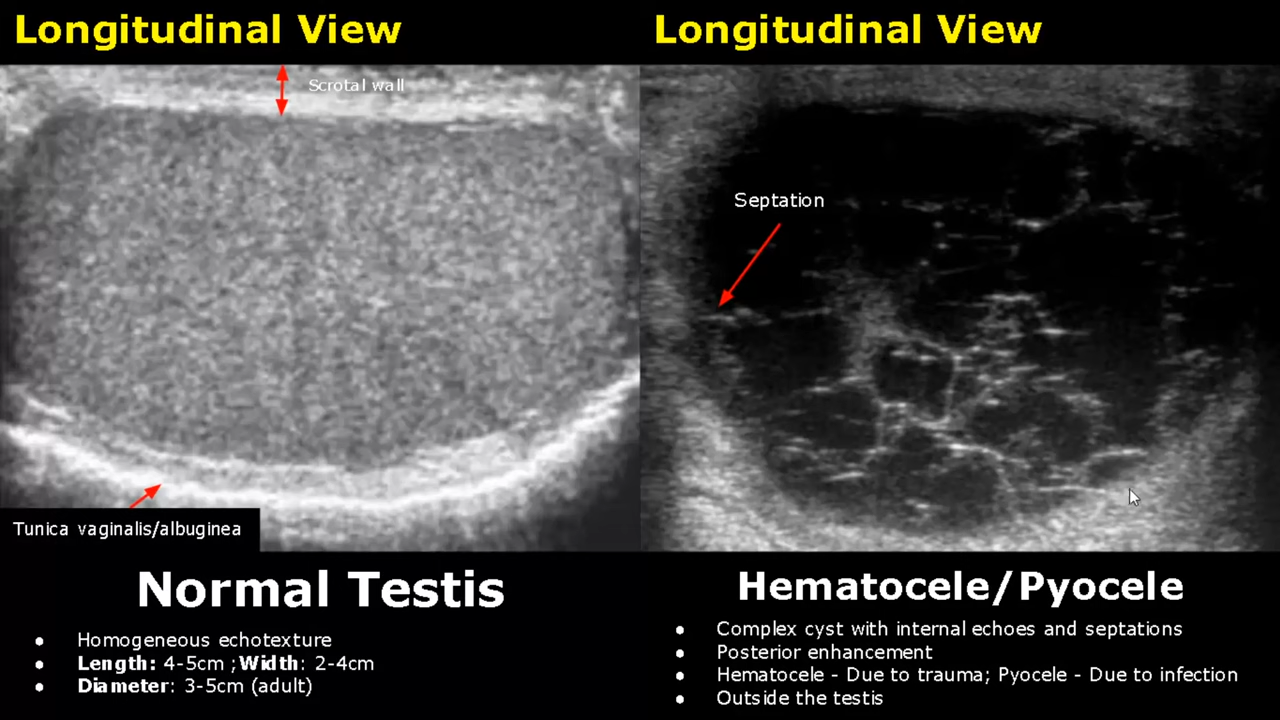 Longitudinal View
Scrotal wall
Tunica vaginalis/albuginea
Normal Testis
• Homogeneous echotexture
• Length: 4-5cm ;Width: 2-4cm
• Diameter: 3-5cm (adult)
Longitudinal View
Septation
Hematocele/Pyocele
• Complex cyst with internal echoes and septations
• Posterior enhancement
• Hematocele - Due to trauma; Pyocele - Due to infection
• Outside the testis